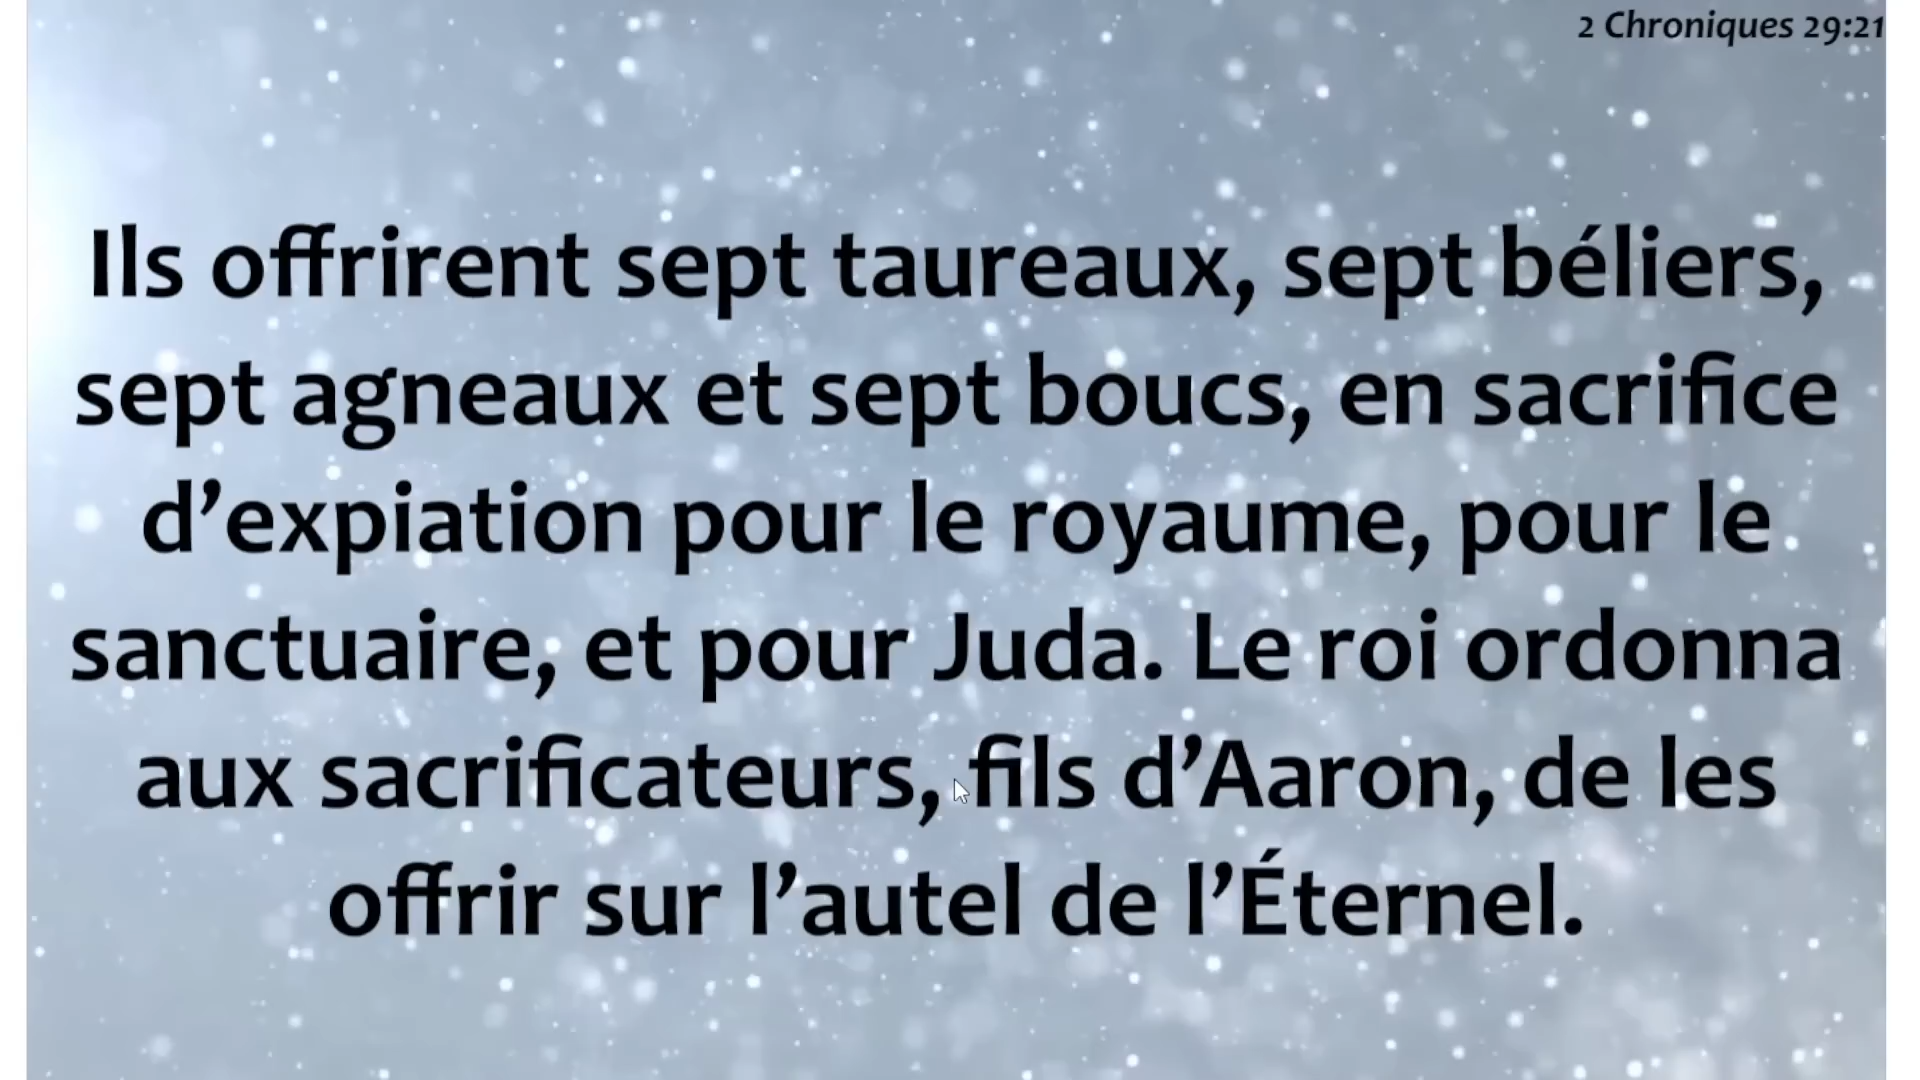 2 Chroniques 29:21
Ils offrirent sept taureaux, sept béliers,
sept agneaux et sept boucs, en sacrifice
d’expiation pour le royaume, pour le
sanctuaire, et pour Juda. Le roi ordonna
aux sacrificateurs, fils d’Aaron, de les
offrir sur l’autel de l’Éternel.